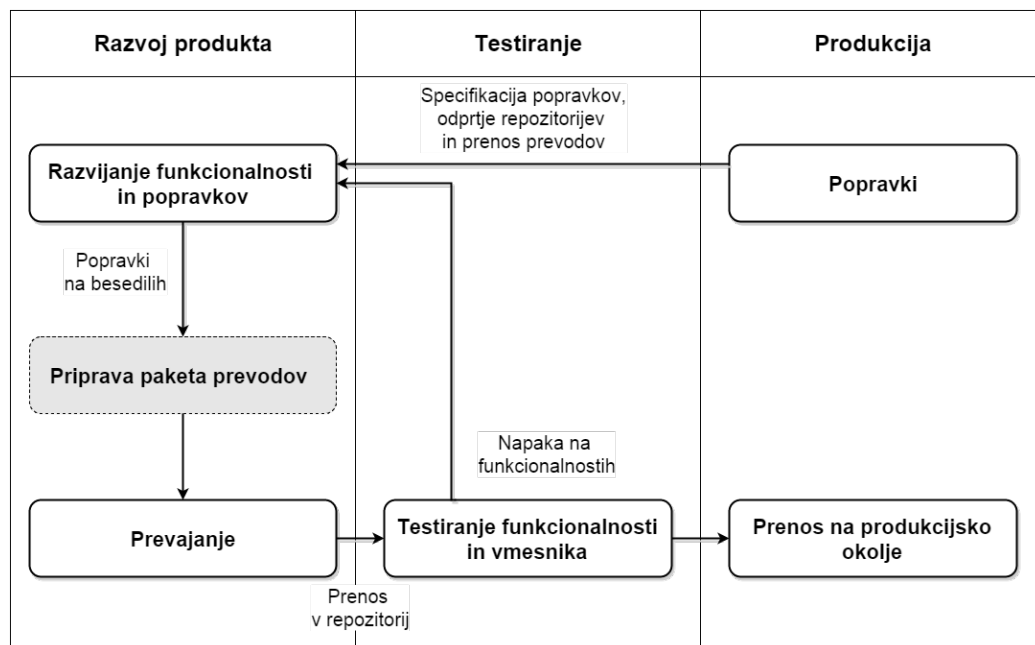 Razvoj produkta
Testiranje
Produkcija
Specifikacija popravkov,
odprtje repozitorijev
in prenos prevodov
Razvijanje funkcionalnosti
in popravkov
Popravki
Popravki
na besedilih
Priprava paketa prevodov
Napaka na
funkcionalnostih
Prevajanje
Testiranje funkcionalnosti
in vmesnika
Prenos na produkcijsko
okolje
Prenos
v repozitorij